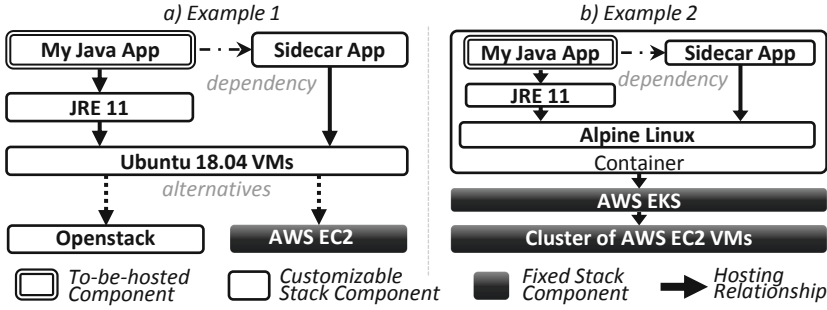 a) Example 1
My Java App
Sidecar App
dependency
JRE 11
Ubuntu 18.04 VMs
alternatives
Openstack
AWS EC2
b) Example 2
My Java App
Sidecar App
dependency
JRE 11
Alpine Linux
Container
AWS EKS
Cluster of AWS EC2 VMs
To-be-hosted
Component
Customizable
Stack Component
Fixed Stack
Component
Hosting
Relationship